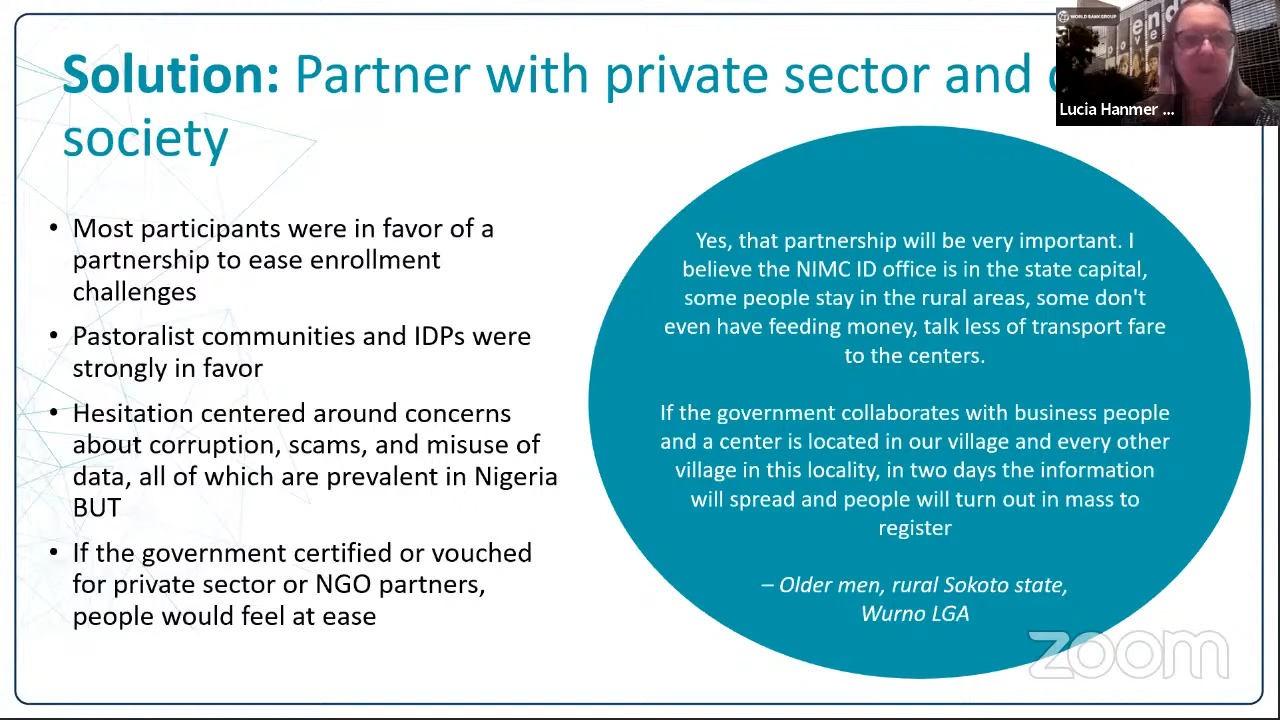 Solution: Partner with private sector and
society
WORLD BANK GROUP
Lucia Hanmer ...
• Most participants were in favor of a
partnership to ease enrollment
challenges
• Pastoralist communities and IDPs were
strongly in favor
• Hesitation centered around concerns
about corruption, scams, and misuse of
data, all of which are prevalent in Nigeria
BUT
• If the government certified or vouched
for private sector or NGO partners,
people would feel at ease
Yes, that partnership will be very important. I
believe the NIMC ID office is in the state capital,
some people stay in the rural areas, some don't
even have feeding money, talk less of transport fare
to the centers.
If the government collaborates with business people
and a center is located in our village and every other
village in this locality, in two days the information
will spread and people will turn out in mass to
register
– Older men, rural Sokoto state,
Wurno LGA
zoom